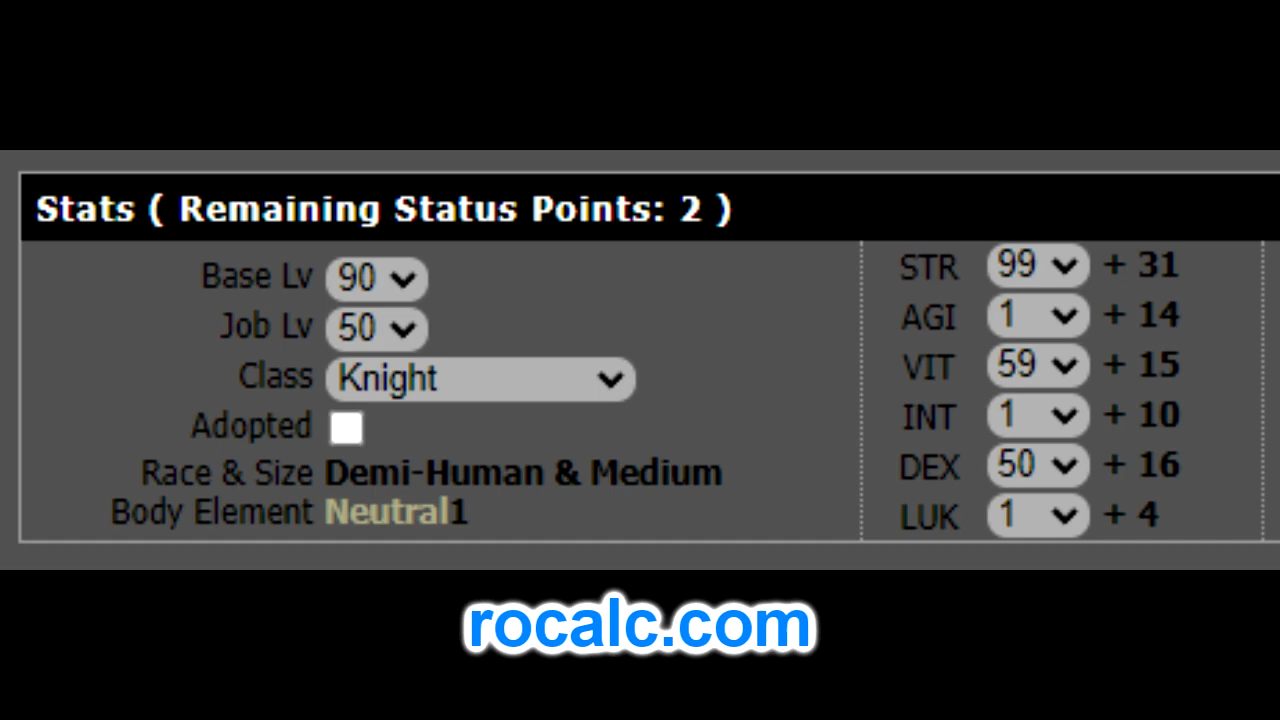 Stats ( Remaining Status Points: 2 )
Base Lv 90
Job Lv 50
Class Knight
Adopted
Race & Size Demi-Human & Medium
Body Element Neutral1
STR 99 + 31
AGI 1 + 14
VIT 59 + 15
INT 1 + 10
DEX 50 + 16
LUK 1 + 4
rocalc.com